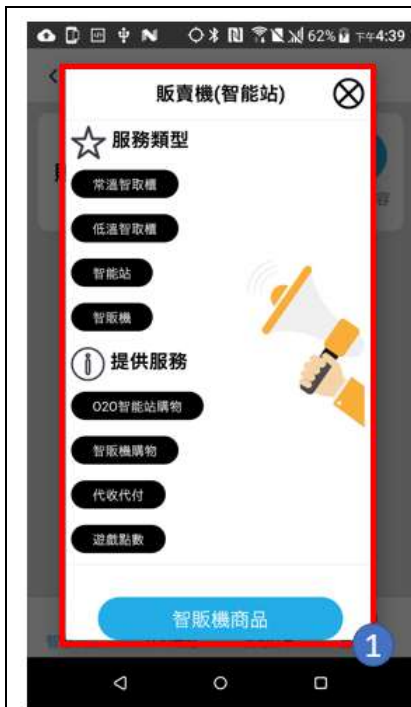 62% 下午4:39
販賣機(智能站)
服務類型
常溫智取櫃
低溫智取櫃
智能站
智販機
提供服務
O2O智能站購物
智販機購物
代收代付
遊戲點數
智販機商品
1